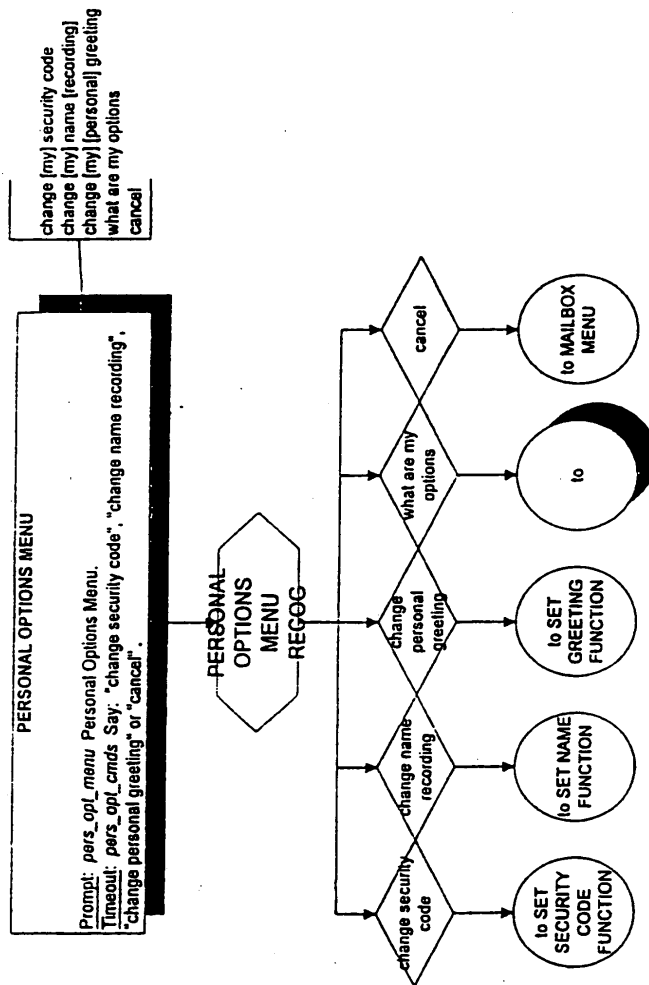 PERSONAL OPTIONS MENU
Prompt: pers_opt_menu Personal Options Menu.
Timeout: pers_opt_cmds Say: "change security code", "change name recording",
"change personal greeting" or "cancel".
change [my] security code
change [my] name [recording]
change [my] [personal] greeting
what are my options
cancel
PERSONAL
OPTIONS
MENU
RECOG
change security
code
change name
recording
change
personal
greeting
what are my
options
cancel
to SET
SECURITY
CODE
FUNCTION
to SET NAME
FUNCTION
to SET
GREETING
FUNCTION
to
to MAILBOX
MENU